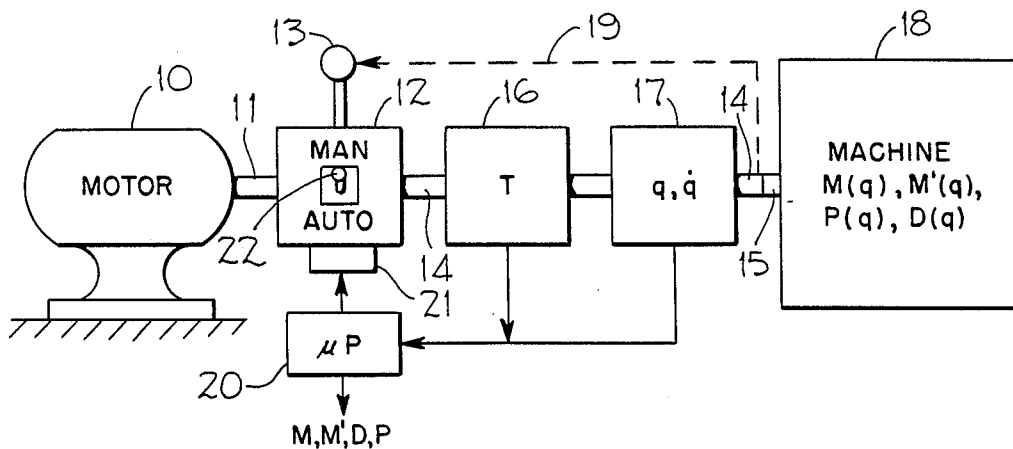 13
19
18
10
11
12
16
17
14
MOTOR
MAN
AUTO
T
q, q̇
MACHINE
M(q), M'(q),
P(q), D(q)
22
14
21
15
μP
20
M, M', D, P